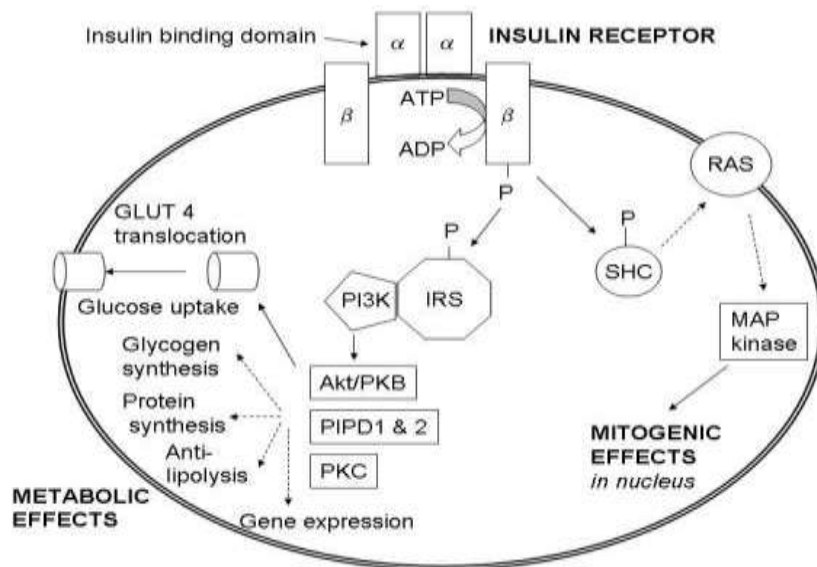 Insulin binding domain
α
α
INSULIN RECEPTOR
β
ATP
ADP
β
P
RAS
GLUT 4
translocation
Glucose uptake
P
PI3K
IRS
P
SHC
MAP
kinase
Glycogen
synthesis
Protein
synthesis
Anti-
lipolysis
Akt/PKB
PIPD1 & 2
PKC
METABOLIC
EFFECTS
Gene expression
MITOGENIC
EFFECTS
in nucleus